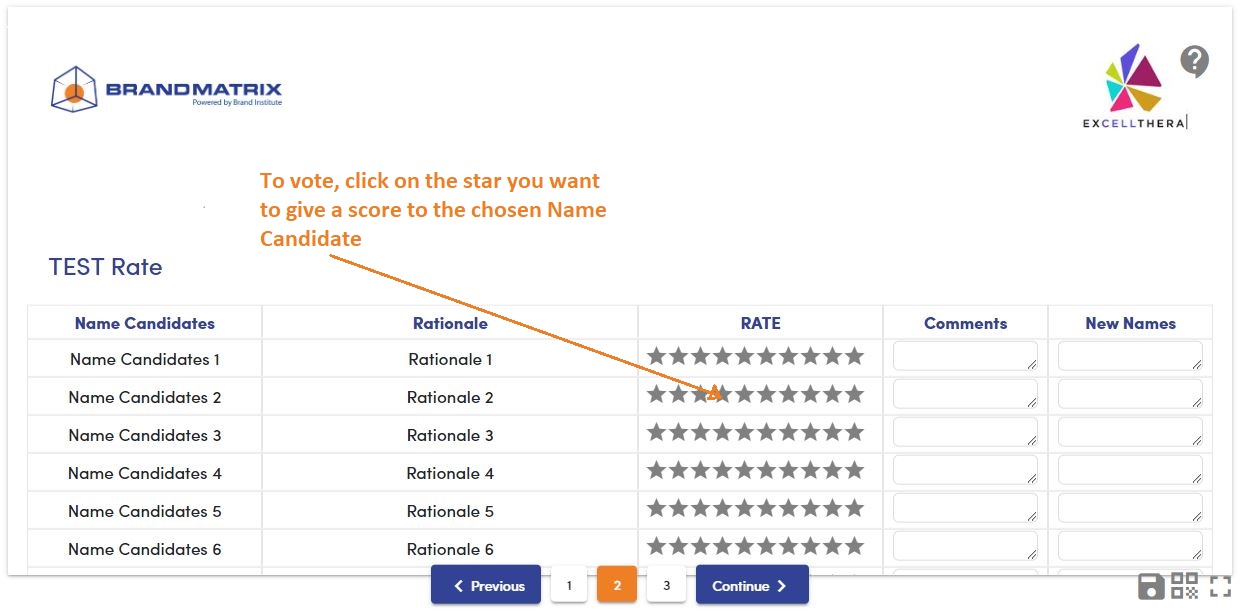 BRANDMATRIX
Powered by Brand Institute
EXCELLTHERA
?
To vote, click on the star you want
to give a score to the chosen Name
Candidate
TEST Rate
Name Candidates Rationale RATE Comments New Names
Name Candidates 1 Rationale 1
Name Candidates 2 Rationale 2
Name Candidates 3 Rationale 3
Name Candidates 4 Rationale 4
Name Candidates 5 Rationale 5
Name Candidates 6 Rationale 6
Previous 1 2 3 Continue